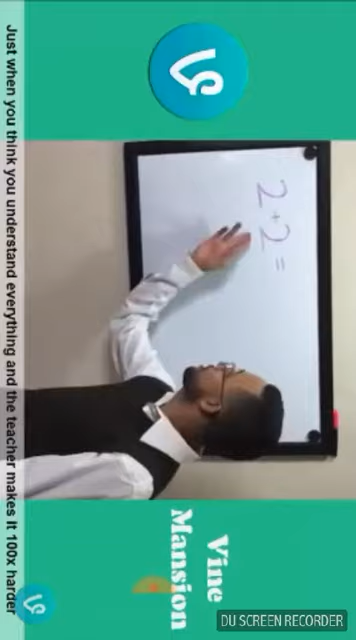 Just when you think you understand everything and the teacher makes it 100x harder
2 + 2 =
Vine
Mansion
DU SCREEN RECORDER